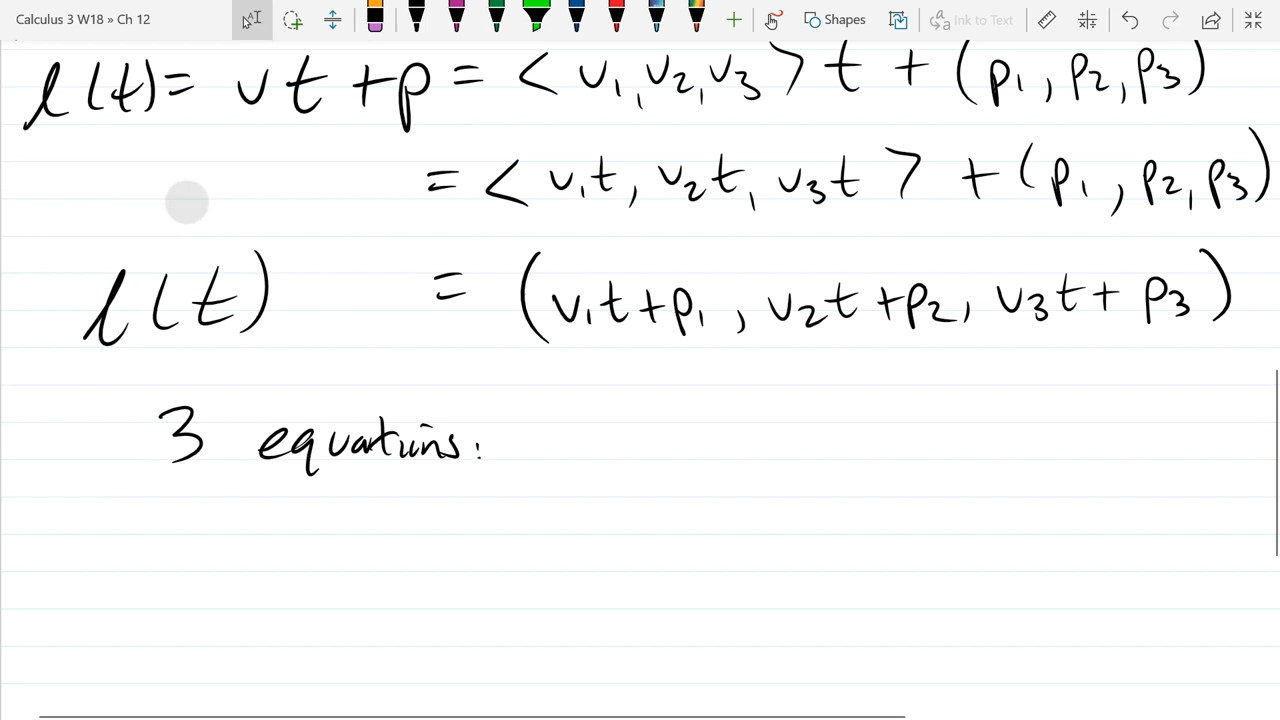 Calculus 3 W18 » Ch 12
Shapes
Ink to Text
l(t) = vt + p = < v1, v2, v3 > t + (p1, p2, p3)
= < v1t, v2t, v3t > + (p1, p2, p3)
l(t) = (v1t + p1, v2t + p2, v3t + p3)
3 equations: